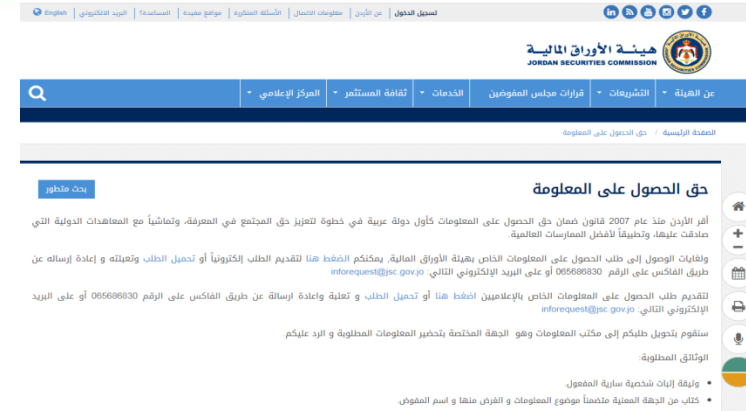 تسجيل الدخول | عن الأردن | معلومات الاتصال | الأسئلة المتكررة | مواقع مفيدة | المساعدة؟ | البريد الالكتروني | English
هيئــة الأوراق الماليــة
JORDAN SECURITIES COMMISSION
عن الهيئة التشريعات قرارات مجلس المفوضين الخدمات ثقافة المستثمر المركز الإعلامي
الصفحة الرئيسية / حق الحصول على المعلومة
حق الحصول على المعلومة
بحث متطور
أقر الأردن منذ عام 2007 قانون ضمان حق الحصول على المعلومات كأول دولة عربية في خطوة لتعزيز حق المجتمع في المعرفة، وتماشياً مع المعاهدات الدولية التي
صادقت عليها، وتطبيقاً لأفضل الممارسات العالمية.
ولغايات الوصول إلى طلب الحصول على المعلومات الخاص بهيئة الأوراق المالية, يمكنكم الضغط هنا لتقديم الطلب إلكترونياً أو تحميل الطلب وتعبئته و إعادة إرساله عن
طريق الفاكس على الرقم 065686830 أو على البريد الإلكتروني التالي: inforequest@jsc.gov.jo
لتقديم طلب الحصول على المعلومات الخاص بالإعلاميين اضغط هنا أو تحميل الطلب و تعلبة واعادة ارسالة عن طريق الفاكس على الرقم 065686830 أو على البريد
الإلكتروني التالي: inforequest@jsc.gov.jo
سنقوم بتحويل طلبكم إلى مكتب المعلومات وهو الجهة المختصة بتحضير المعلومات المطلوبة و الرد عليكم.
الوثائق المطلوبة:
وثيقة إثبات شخصية سارية المفعول.
كتاب من الجهة المعنية متضمناً موضوع المعلومات و الغرض منها و اسم المفوض.